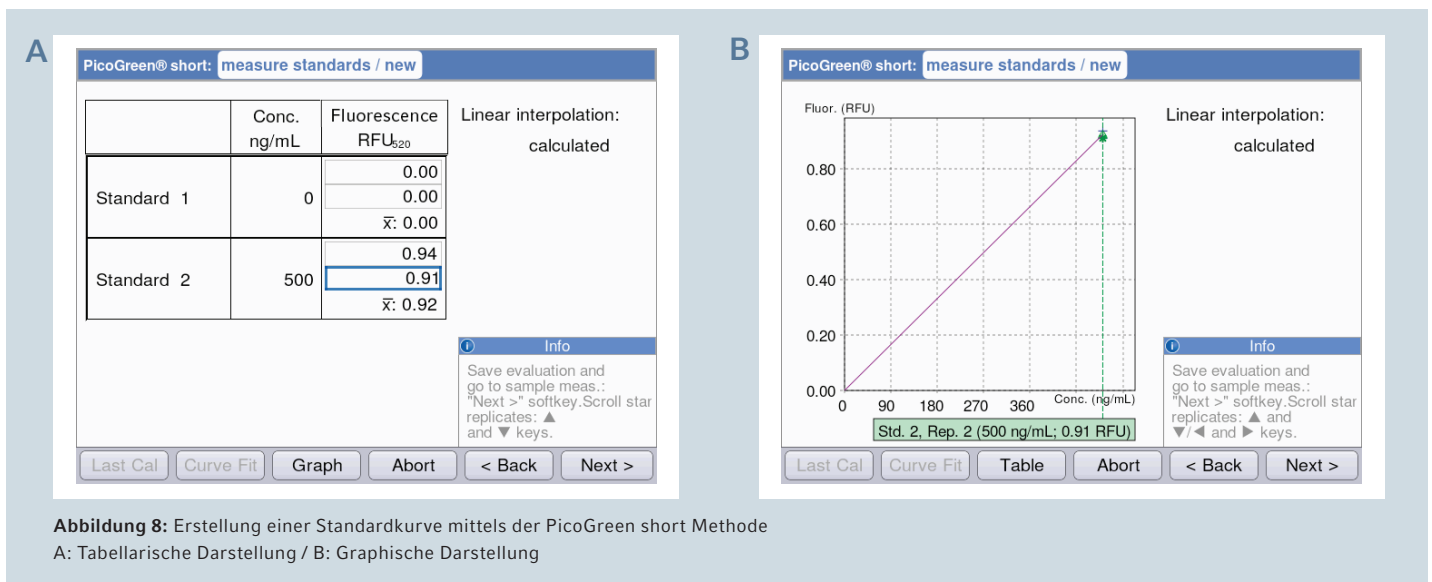 A
PicoGreen® short: measure standards / new
Conc. ng/mL
Fluorescence RFU520
Linear interpolation:
calculated
Standard 1
0
0.00
0.00
x̅: 0.00
Standard 2
500
0.94
0.91
x̅: 0.92
Info
Save evaluation and
go to sample meas.:
"Next >" softkey.Scroll star
replicates: ▲
and ▼ keys.
Last Cal
Curve Fit
Graph
Abort
< Back
Next >
B
PicoGreen® short: measure standards / new
Fluor. (RFU)
Linear interpolation:
calculated
0.80
0.60
0.40
0.20
0.00
0 90 180 270 360
Conc. (ng/mL)
Std. 2, Rep. 2 (500 ng/mL; 0.91 RFU)
Info
Save evaluation and
go to sample meas.:
"Next >" softkey.Scroll star
replicates: ▲ and
▼/◀ and ▶ keys.
Last Cal
Curve Fit
Table
Abort
< Back
Next >
Abbildung 8: Erstellung einer Standardkurve mittels der PicoGreen short Methode
A: Tabellarische Darstellung / B: Graphische Darstellung